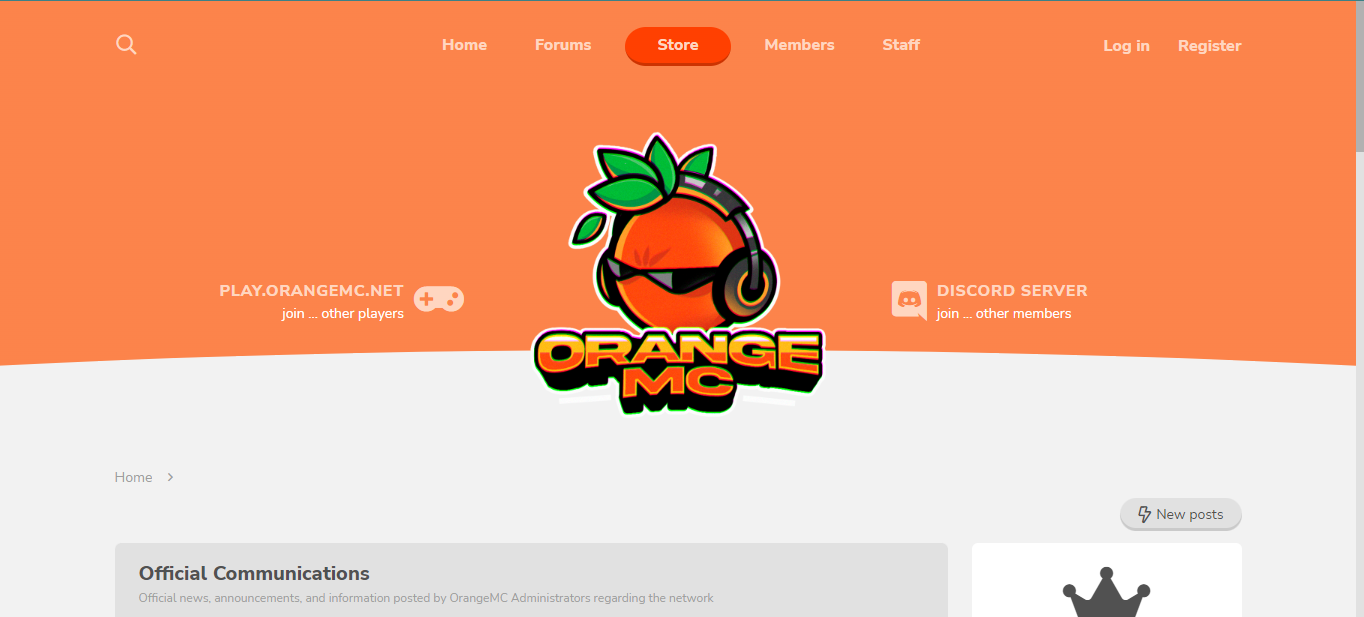 Home
Forums
Store
Members
Staff
Log in
Register
PLAY.ORANGEMC.NET
join ... other players
DISCORD SERVER
join ... other members
ORANGE
MC
Home
New posts
Official Communications
Official news, announcements, and information posted by OrangeMC Administrators regarding the network